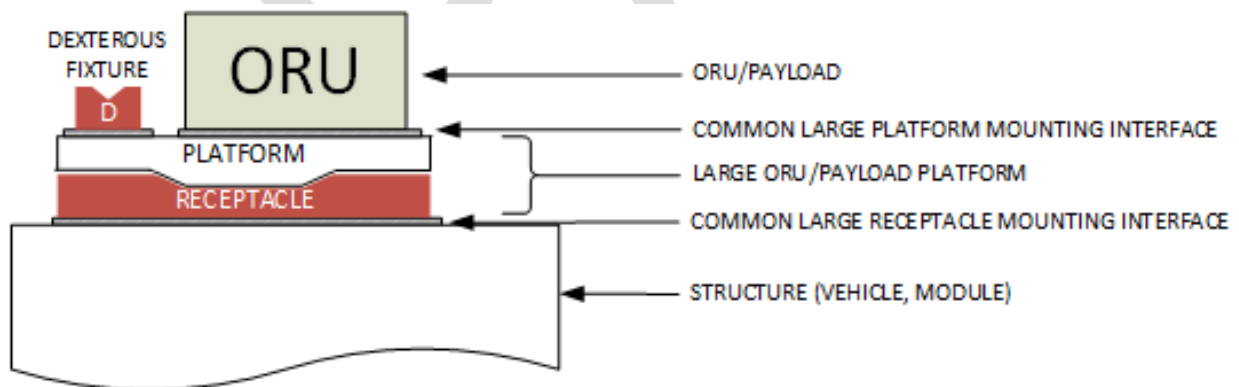 DEXTEROUS
FIXTURE
D
ORU
ORU/PAYLOAD
COMMON LARGE PLATFORM MOUNTING INTERFACE
PLATFORM
LARGE ORU/PAYLOAD PLATFORM
RECEPTACLE
COMMON LARGE RECEPTACLE MOUNTING INTERFACE
STRUCTURE (VEHICLE, MODULE)